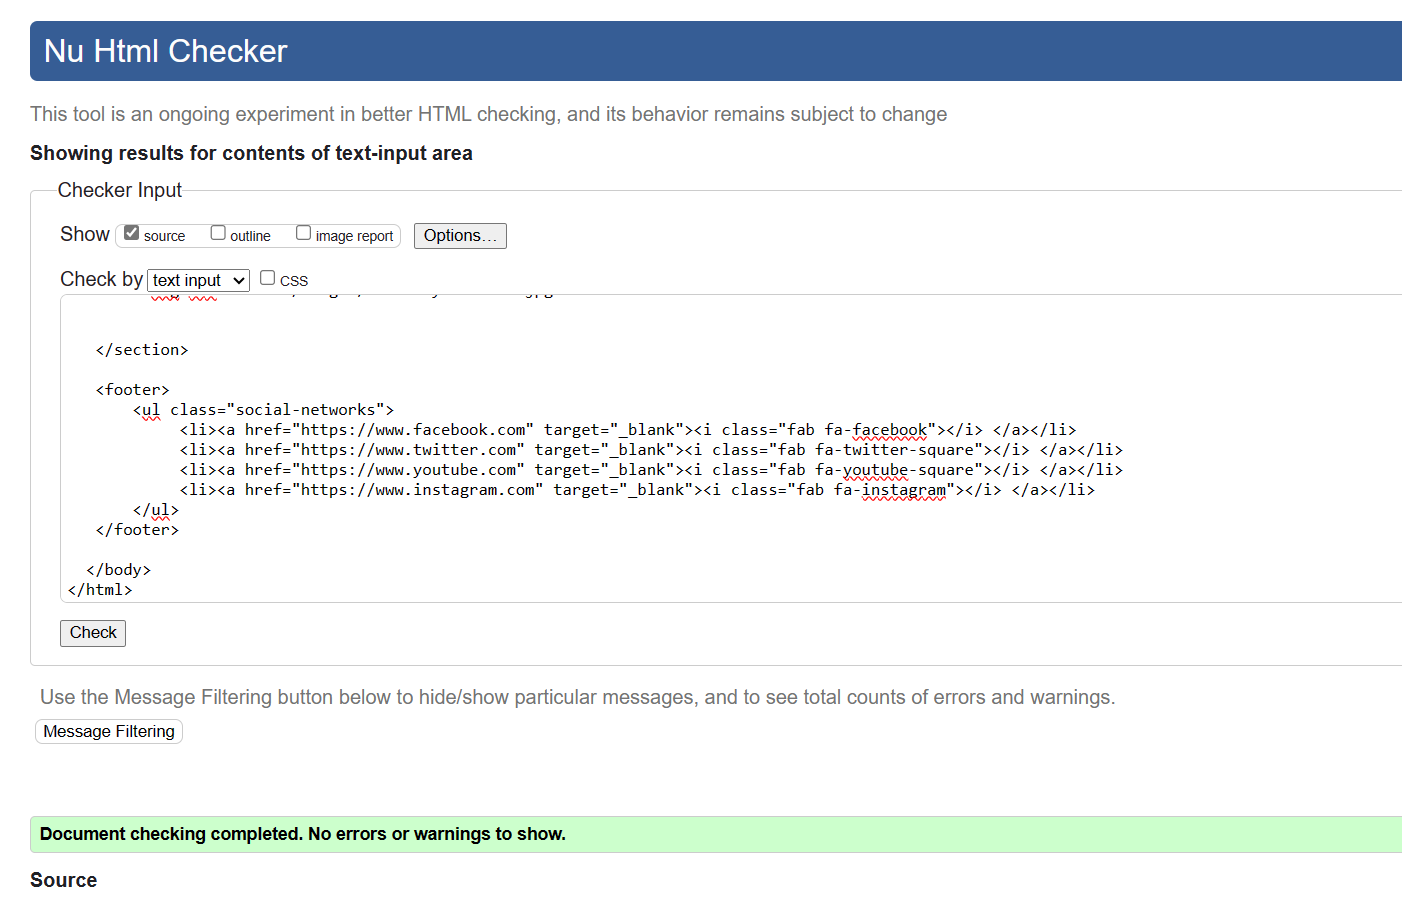 Nu Html Checker
This tool is an ongoing experiment in better HTML checking, and its behavior remains subject to change
Showing results for contents of text-input area
Checker Input
Show source outline image report Options...
Check by text input CSS
</section>
<footer>
<ul class="social-networks">
<li><a href="https://www.facebook.com" target="_blank"><i class="fab fa-facebook"></i> </a></li>
<li><a href="https://www.twitter.com" target="_blank"><i class="fab fa-twitter-square"></i> </a></li>
<li><a href="https://www.youtube.com" target="_blank"><i class="fab fa-youtube-square"></i> </a></li>
<li><a href="https://www.instagram.com" target="_blank"><i class="fab fa-instagram"></i> </a></li>
</ul>
</footer>
</body>
</html>
Check
Use the Message Filtering button below to hide/show particular messages, and to see total counts of errors and warnings.
Message Filtering
Document checking completed. No errors or warnings to show.
Source